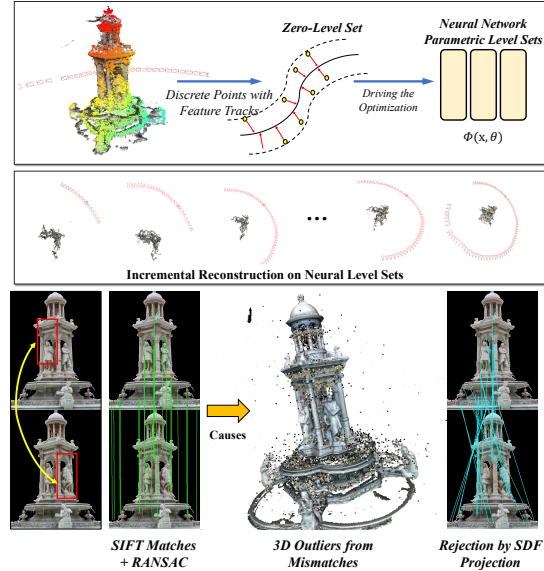 Zero-Level Set
Neural Network
Parametric Level Sets
Discrete Points with
Feature Tracks
Driving the
Optimization
Φ(x, θ)
•••
Incremental Reconstruction on Neural Level Sets
Causes
SIFT Matches
+ RANSAC
3D Outliers from
Mismatches
Rejection by SDF
Projection